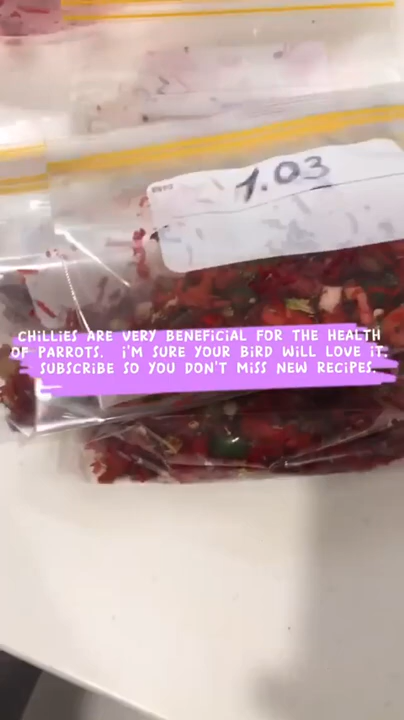 1.03
CHiLLiES ARE VERY BENEFiCiAL FOR THE HEALTH
OF PARROTS. i'M SURE YOUR BiRD WiLL LOVE iT.
SUBSCRiBE SO YOU DON'T MiSS NEW RECiPES.